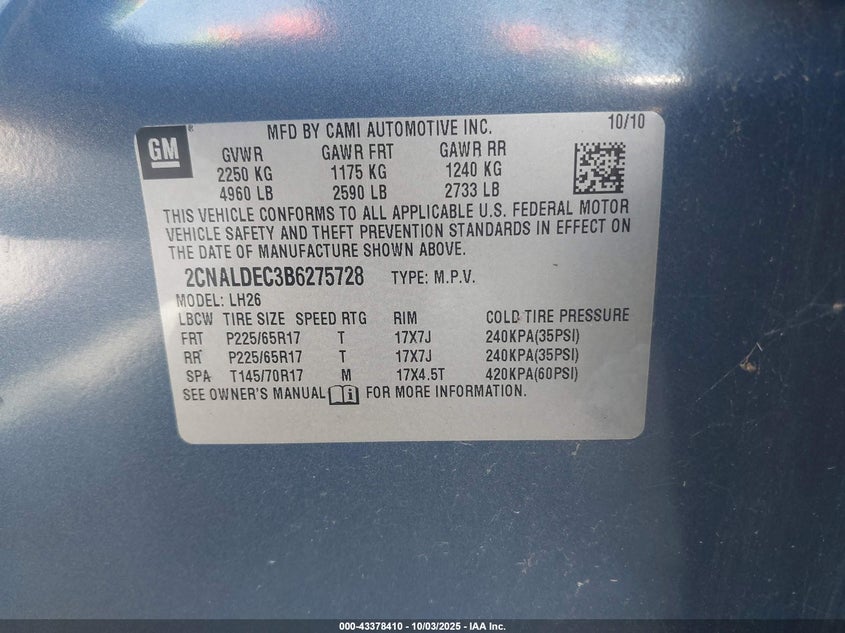 GM
®
MFD BY CAMI AUTOMOTIVE INC. 10/10
GVWR GAWR FRT GAWR RR
2250 KG 1175 KG 1240 KG
4960 LB 2590 LB 2733 LB
THIS VEHICLE CONFORMS TO ALL APPLICABLE U.S. FEDERAL MOTOR
VEHICLE SAFETY AND THEFT PREVENTION STANDARDS IN EFFECT ON
THE DATE OF MANUFACTURE SHOWN ABOVE.
2CNALDEC3B6275728 TYPE: M.P.V.
MODEL: LH26
LBCW TIRE SIZE SPEED RTG RIM COLD TIRE PRESSURE
FRT P225/65R17 T 17X7J 240KPA(35PSI)
RR P225/65R17 T 17X7J 240KPA(35PSI)
SPA T145/70R17 M 17X4.5T 420KPA(60PSI)
SEE OWNER'S MANUAL i FOR MORE INFORMATION.
000-43378410 - 10/03/2025 - IAA Inc.